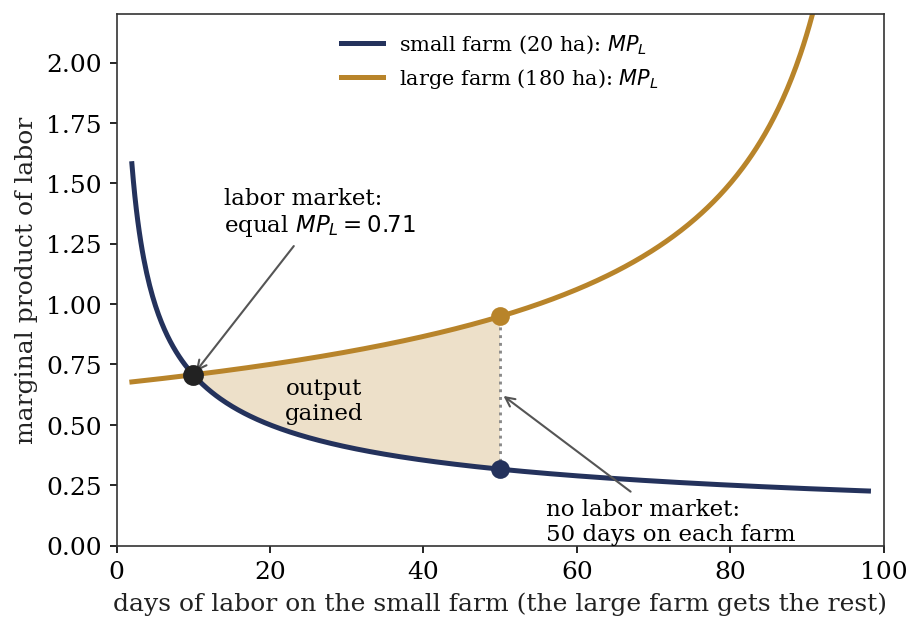 small farm (20 ha): MP_L
large farm (180 ha): MP_L
2.00
1.75
1.50
1.25
1.00
0.75
0.50
0.25
0.00
marginal product of labor
labor market:
equal MP_L = 0.71
output
gained
no labor market:
50 days on each farm
0 20 40 60 80 100
days of labor on the small farm (the large farm gets the rest)